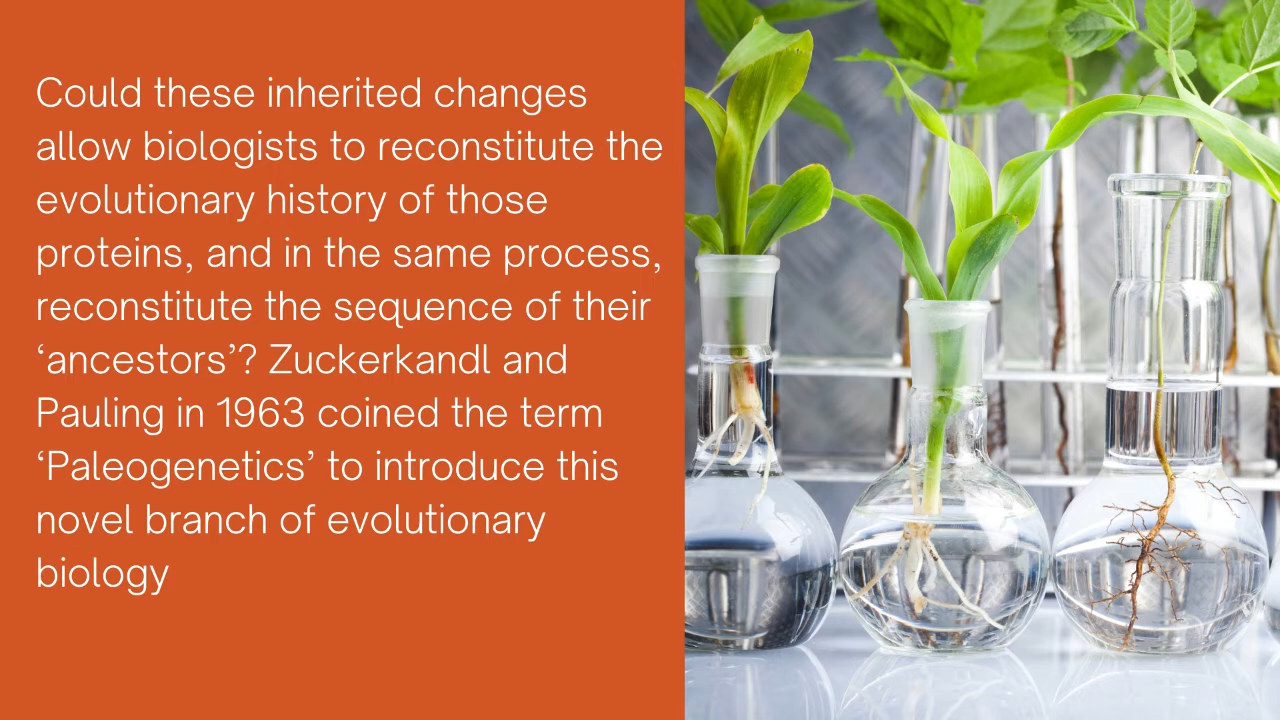 Could these inherited changes
allow biologists to reconstitute the
evolutionary history of those
proteins, and in the same process,
reconstitute the sequence of their
‘ancestors’? Zuckerkandl and
Pauling in 1963 coined the term
‘Paleogenetics’ to introduce this
novel branch of evolutionary
biology